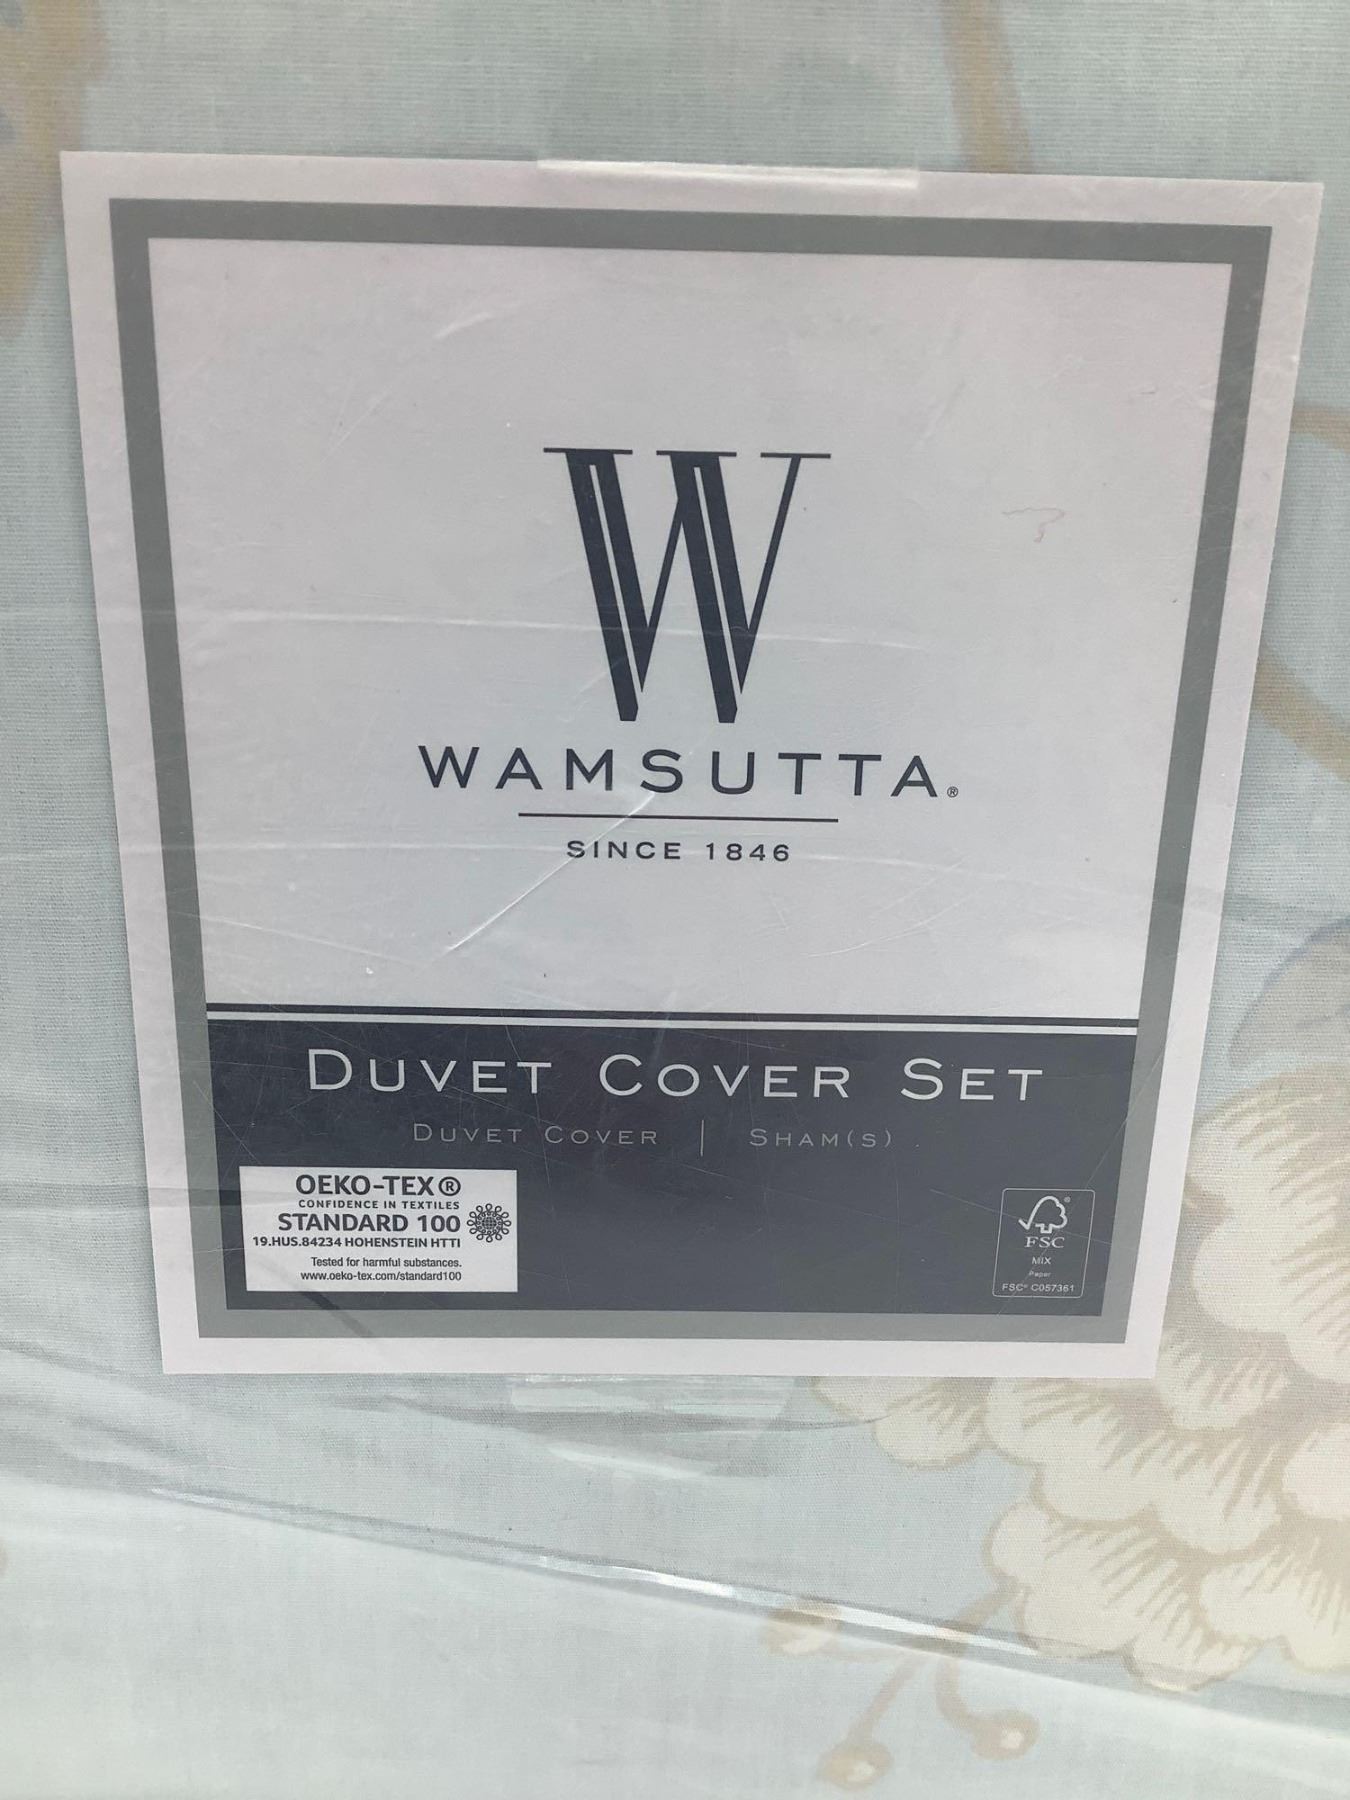 W
WAMSUTTA®
SINCE 1846
DUVET COVER SET
DUVET COVER | SHAM(S)
OEKO-TEX®
CONFIDENCE IN TEXTILES
STANDARD 100
19.HUS.84234 HOHENSTEIN HTTI
Tested for harmful substances.
www.oeko-tex.com/standard100
®
FSC
MIX
Paper
FSC® C057361